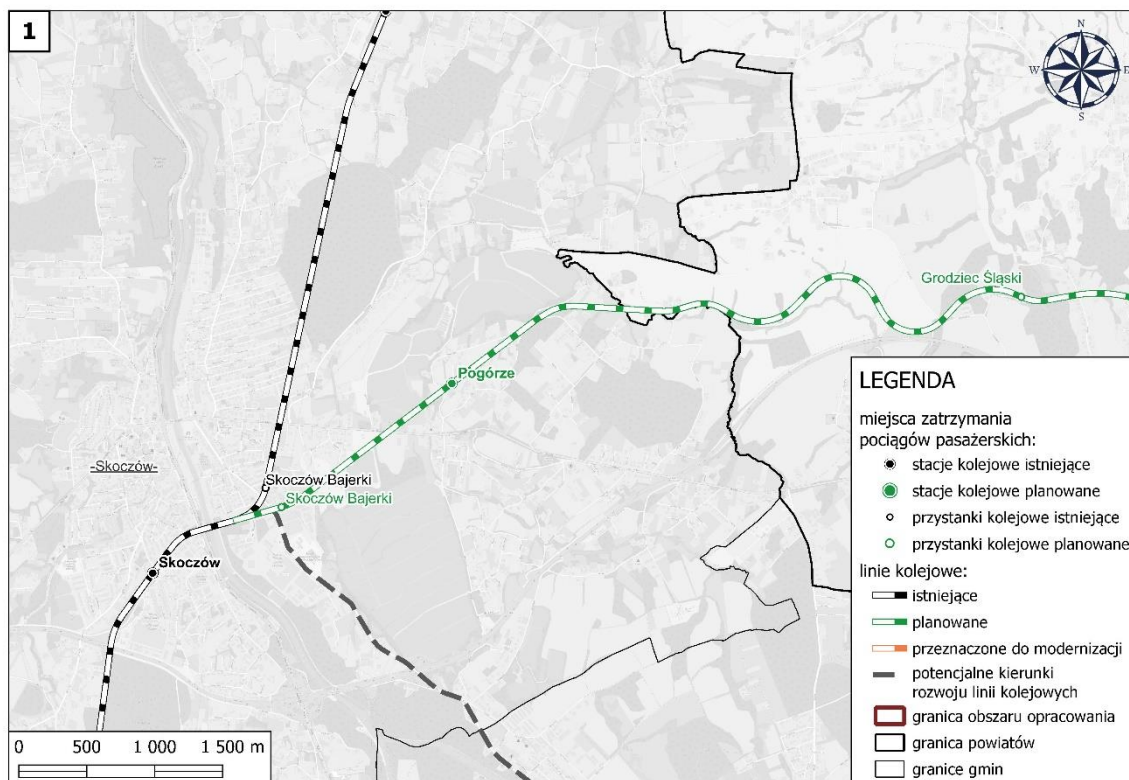 1
N
W
E
S
Grodziec Śląski
Pogórze
-Skoczów-
Skoczów Bajerki
Skoczów Bajerki
Skoczów
0 500 1 000 1 500 m
LEGENDA
miejsca zatrzymania
pociągów pasażerskich:
stacje kolejowe istniejące
stacje kolejowe planowane
przystanki kolejowe istniejące
przystanki kolejowe planowane
linie kolejowe:
istniejące
planowane
przeznaczone do modernizacji
potencjalne kierunki
rozwoju linii kolejowych
granica obszaru opracowania
granica powiatów
granice gmin